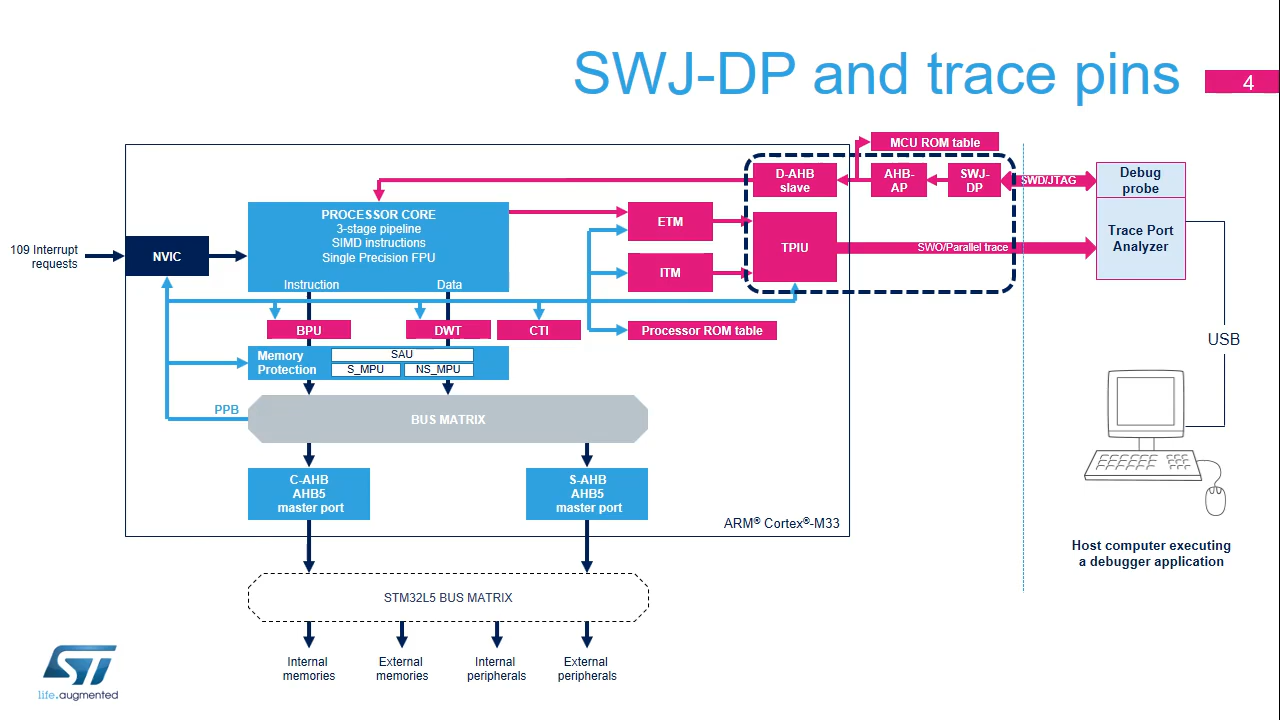 SWJ-DP and trace pins
4
MCU ROM table
D-AHB
slave
AHB-
AP
SWJ-
DP
SWD/JTAG
Debug
probe
PROCESSOR CORE
3-stage pipeline
SIMD instructions
Single Precision FPU
Instruction
Data
ETM
TPIU
Trace Port
Analyzer
109 Interrupt
requests
NVIC
SWO/Parallel trace
ITM
BPU
DWT
CTI
Processor ROM table
USB
Memory
Protection
SAU
S_MPU
NS_MPU
PPB
BUS MATRIX
C-AHB
AHB5
master port
S-AHB
AHB5
master port
ARM® Cortex®-M33
Host computer executing
a debugger application
STM32L5 BUS MATRIX
Internal
memories
External
memories
Internal
peripherals
External
peripherals
ST
life.augmented